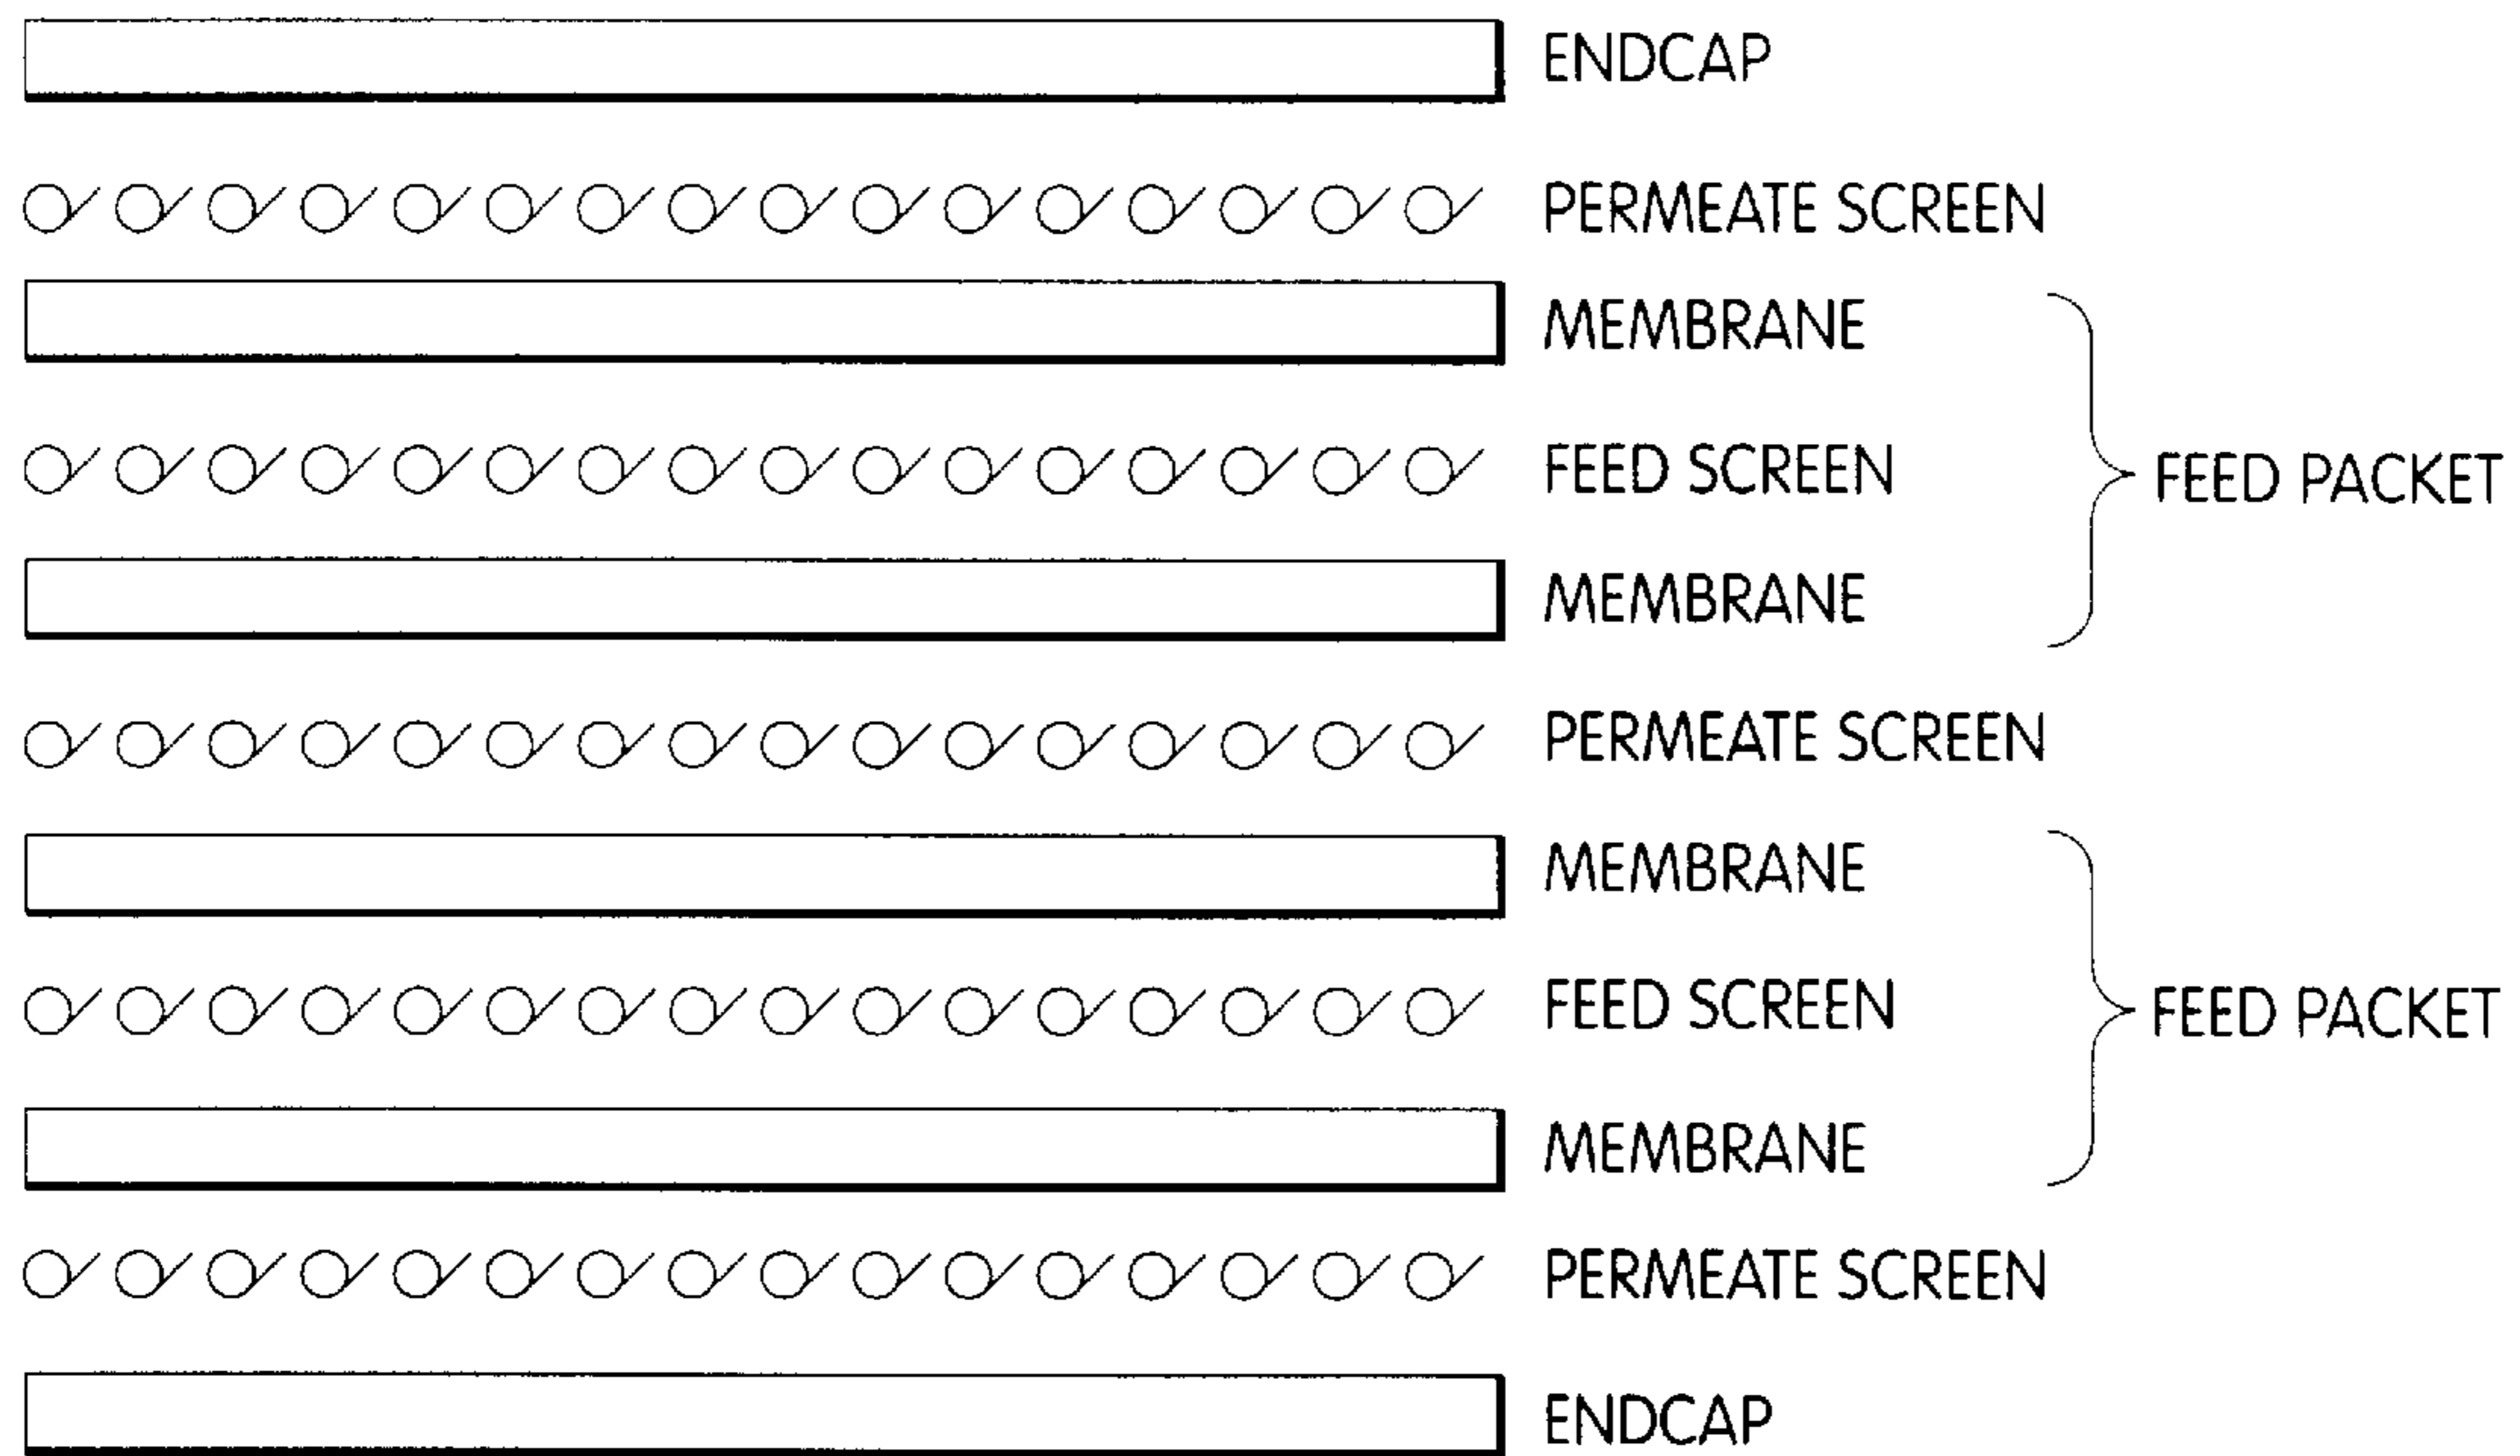 ENDCAP
PERMEATE SCREEN
MEMBRANE
FEED SCREEN
FEED PACKET
MEMBRANE
PERMEATE SCREEN
MEMBRANE
FEED SCREEN
FEED PACKET
MEMBRANE
PERMEATE SCREEN
ENDCAP